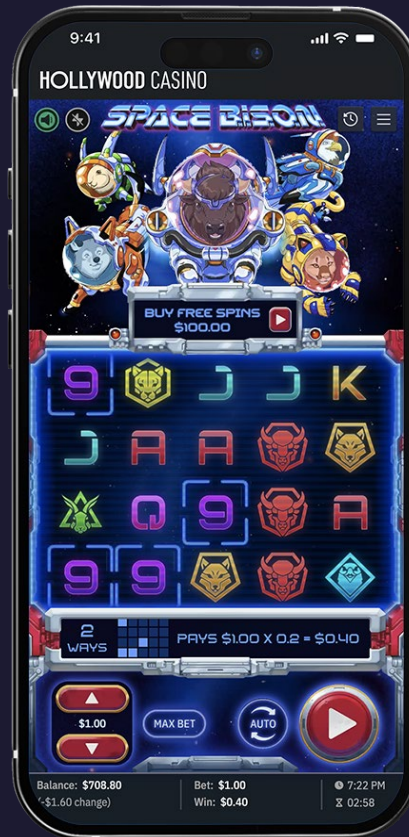 9:41
HOLLYWOOD CASINO
SPACE BISON
BUY FREE SPINS
$100.00
9 J J K
J A A
Q 9 A
9 9
2
WAYS
PAYS $1.00 X 0.2 = $0.40
$1.00
MAX BET
AUTO
Balance: $708.80
(-$1.60 change)
Bet: $1.00
Win: $0.40
7:22 PM
02:58